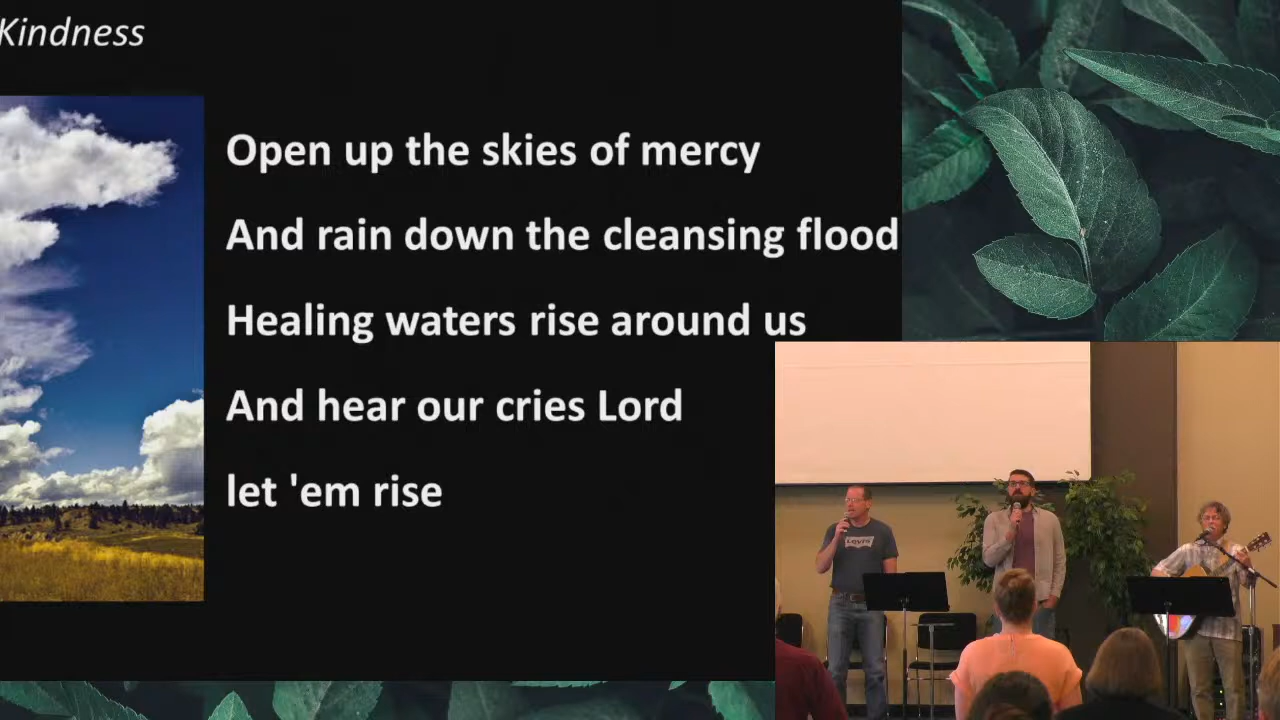 Kindness
Open up the skies of mercy
And rain down the cleansing flood
Healing waters rise around us
And hear our cries Lord
let 'em rise
Levi's